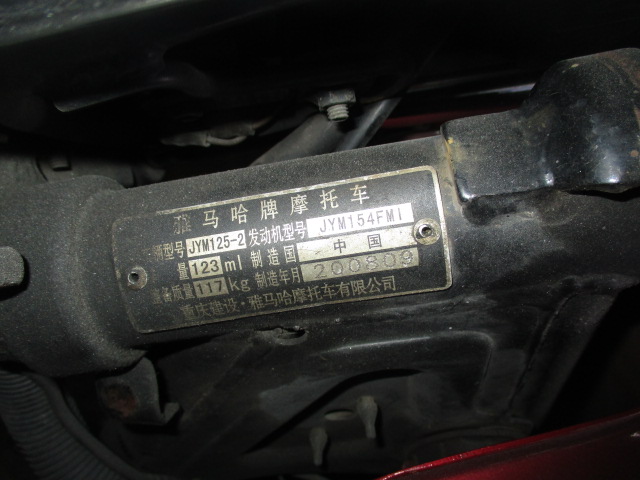 雅马哈牌摩托车
辆型号 JYM125-2 发动机型号 JYM154FMI
量 123 ml 制造国 中国
备质量 117 kg 制造年月 200809
重庆建设·雅马哈摩托车有限公司